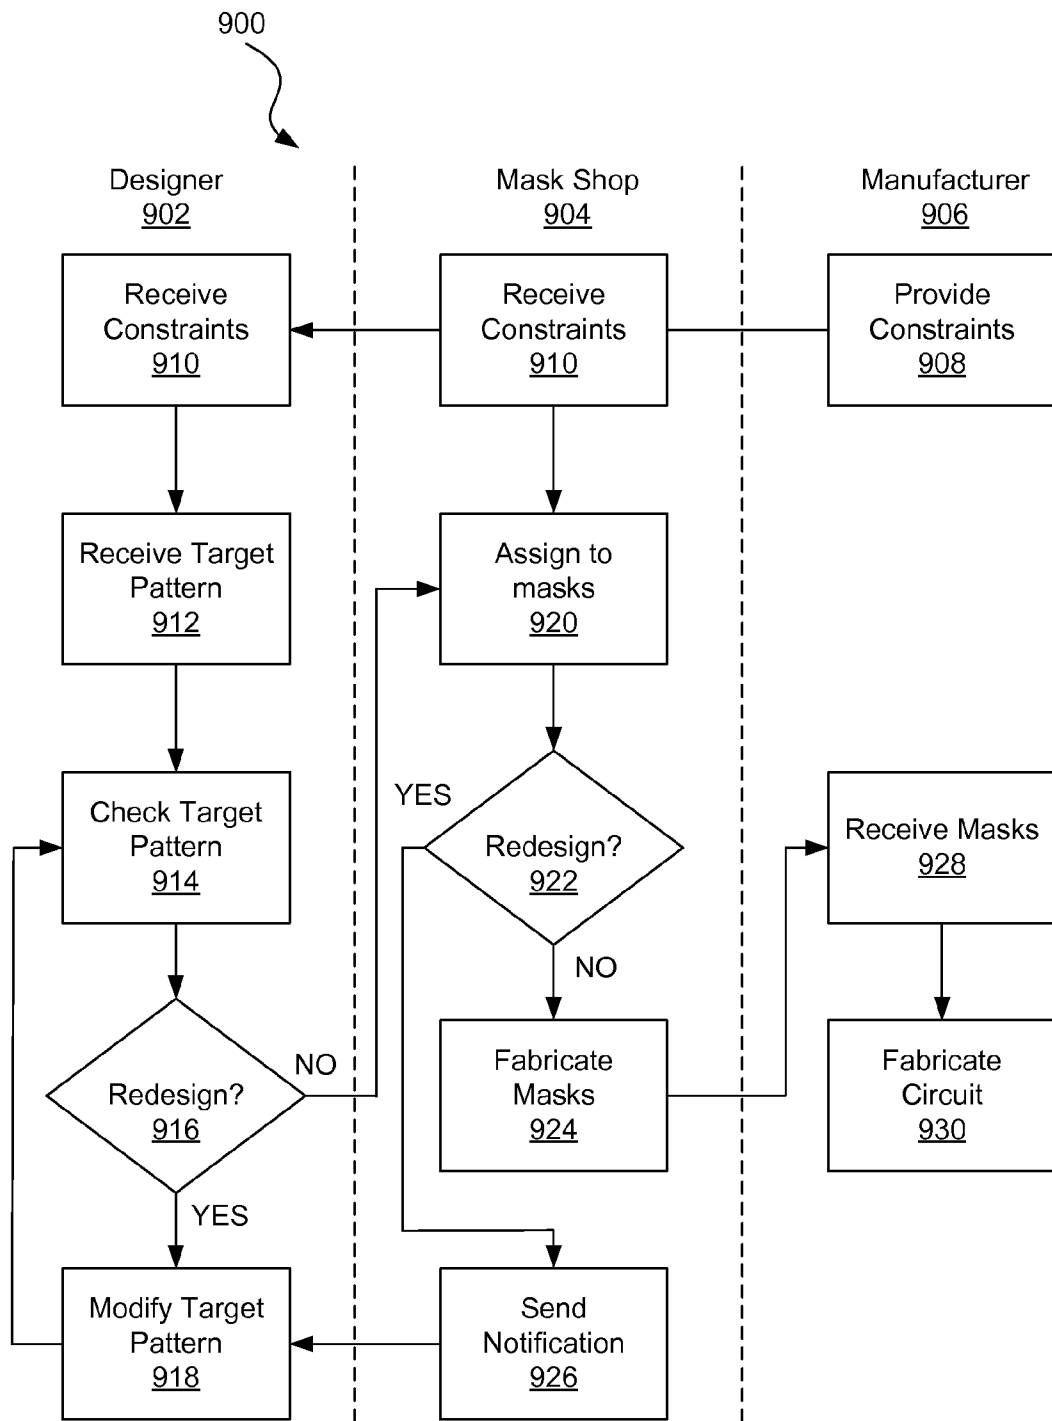 900
Designer
902
Mask Shop
904
Manufacturer
906
Receive
Constraints
910
Receive
Constraints
910
Provide
Constraints
908
Receive Target
Pattern
912
Assign to
masks
920
Check Target
Pattern
914
YES
Redesign?
922
NO
Receive Masks
928
Redesign?
916
NO
YES
Fabricate
Masks
924
Fabricate
Circuit
930
Modify Target
Pattern
918
Send
Notification
926